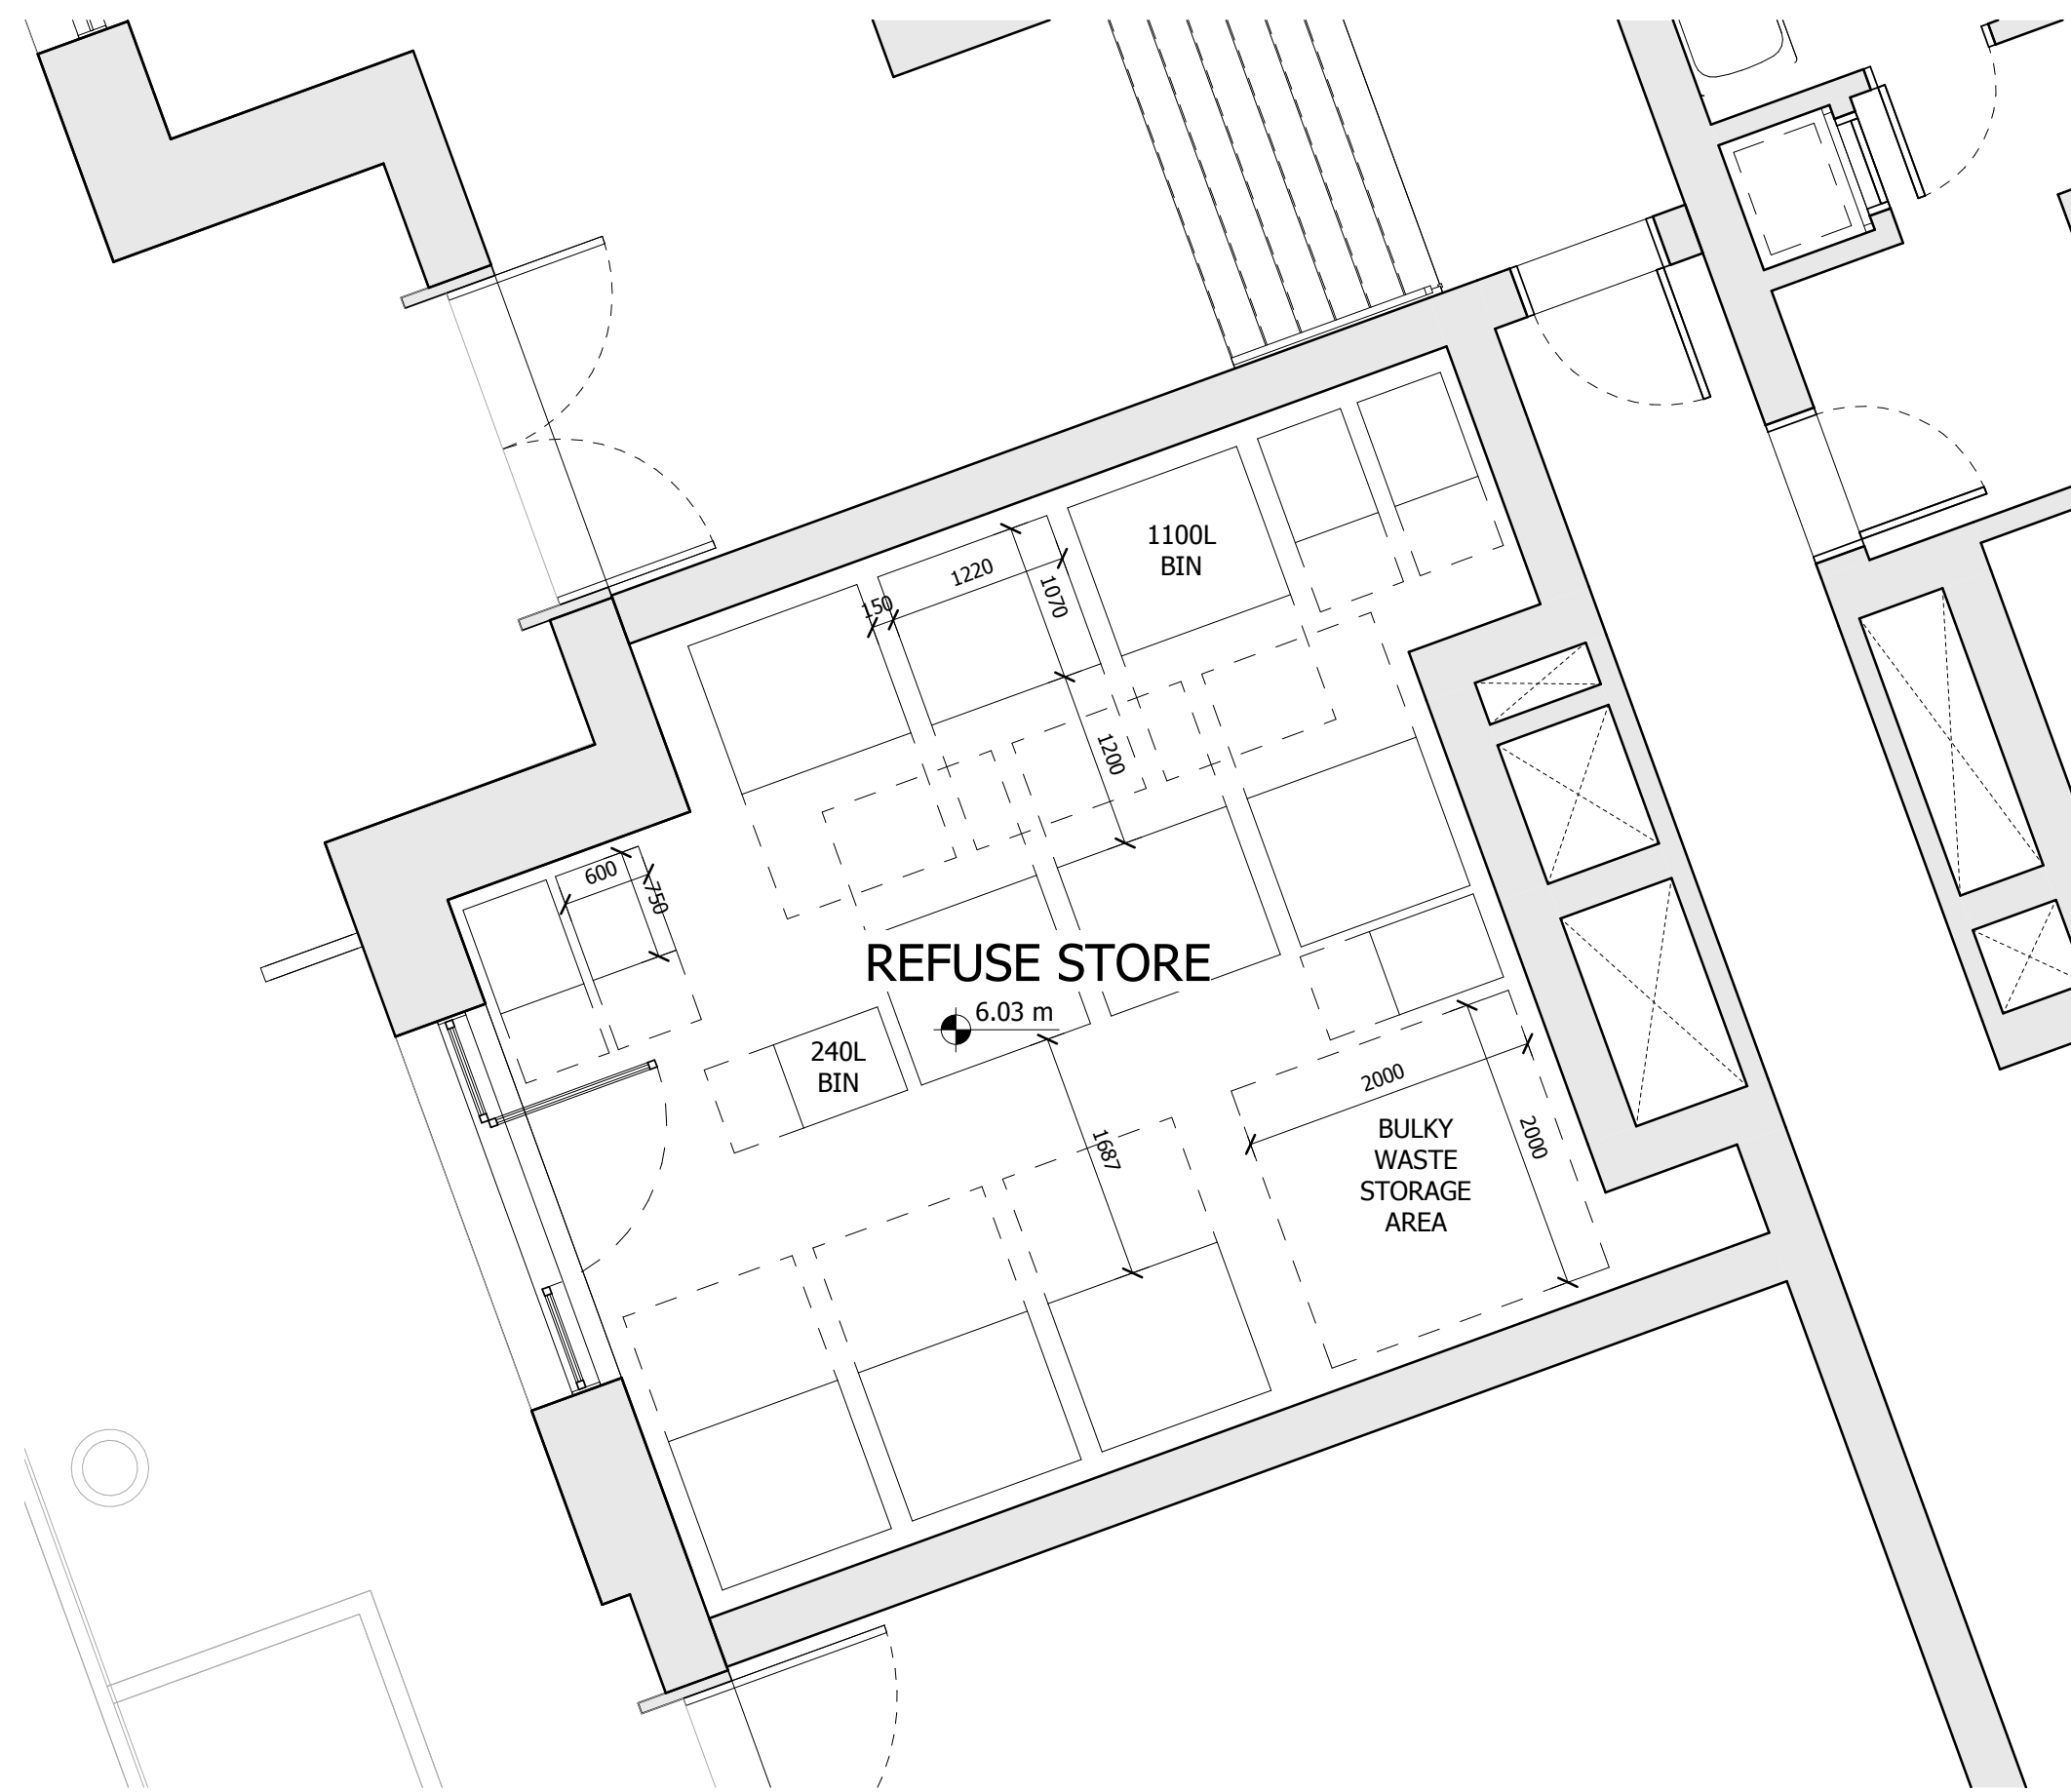 1100L
BIN
1220
150
1070
1200
600
750
REFUSE STORE
6.03 m
240L
BIN
2000
1687
2000
BULKY
WASTE
STORAGE
AREA